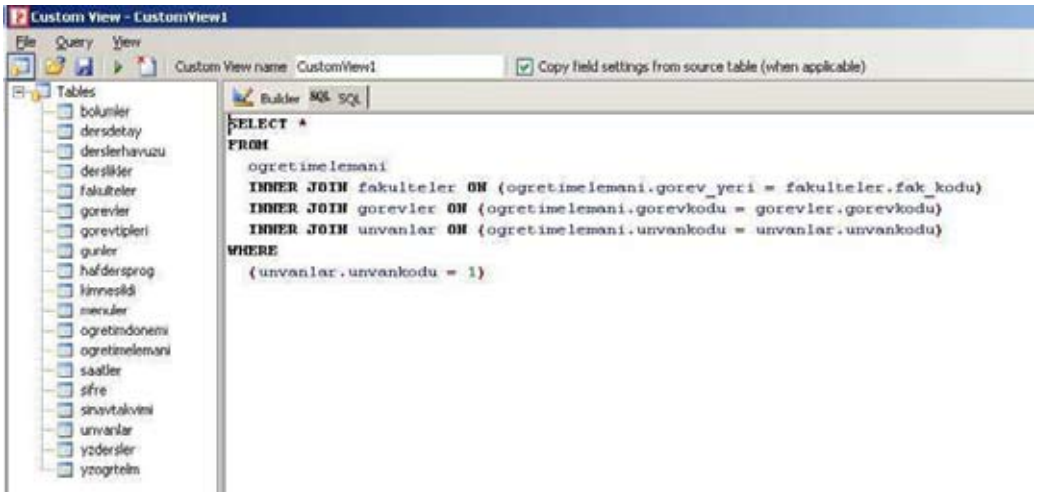 Custom View - CustomView1
File Query View
Custom View name CustomView1 Copy field settings from source table (when applicable)
Tables
bolumler
dersdetay
derslerhavuzu
derslikler
fakulteler
gorevler
gorevtipleri
gunler
hafdersprog
kimnesildi
menuler
ogretimdonemi
ogretimelemani
saatler
sifre
sinavtakvimi
unvanlar
yzdersler
yzogrtelm
Builder SQL SQL
SELECT *
FROM
ogretimelemani
INNER JOIN fakulteler ON (ogretimelemani.gorev_yeri = fakulteler.fak_kodu)
INNER JOIN gorevler ON (ogretimelemani.gorevkodu = gorevler.gorevkodu)
INNER JOIN unvanlar ON (ogretimelemani.unvankodu = unvanlar.unvankodu)
WHERE
(unvanlar.unvankodu = 1)